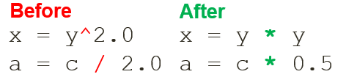 Before After
x = y^2.0 x = y * y
a = c / 2.0 a = c * 0.5